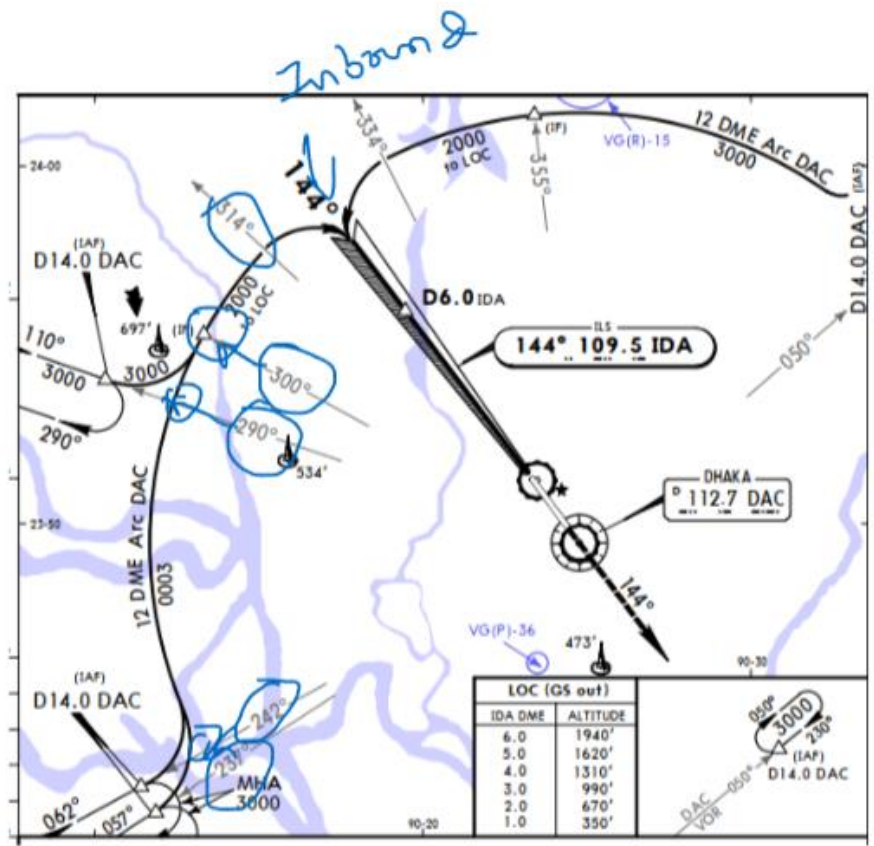 Inbound
144°
334°
2000
to LOC
(IF)
355°
VG(R)-15
12 DME Arc DAC
3000
D14.0 DAC (IAF)
24-00
314°
(IAF)
D14.0 DAC
2000
to LOC
697'
(IF)
110°
3000
3000
290°
300°
290°
534'
D6.0 IDA
ILS
144° 109.5 IDA
050°
DHAKA
D 112.7 DAC
23-50
12 DME Arc DAC
3000
144°
VG(P)-36
473'
90-30
(IAF)
D14.0 DAC
242°
237°
MHA
3000
062°
057°
90-20
LOC (GS out)
IDA DME ALTITUDE
6.0 1940'
5.0 1620'
4.0 1310'
3.0 990'
2.0 670'
1.0 350'
050°
3000
230°
(IAF)
D14.0 DAC
DAC
VOR
050°